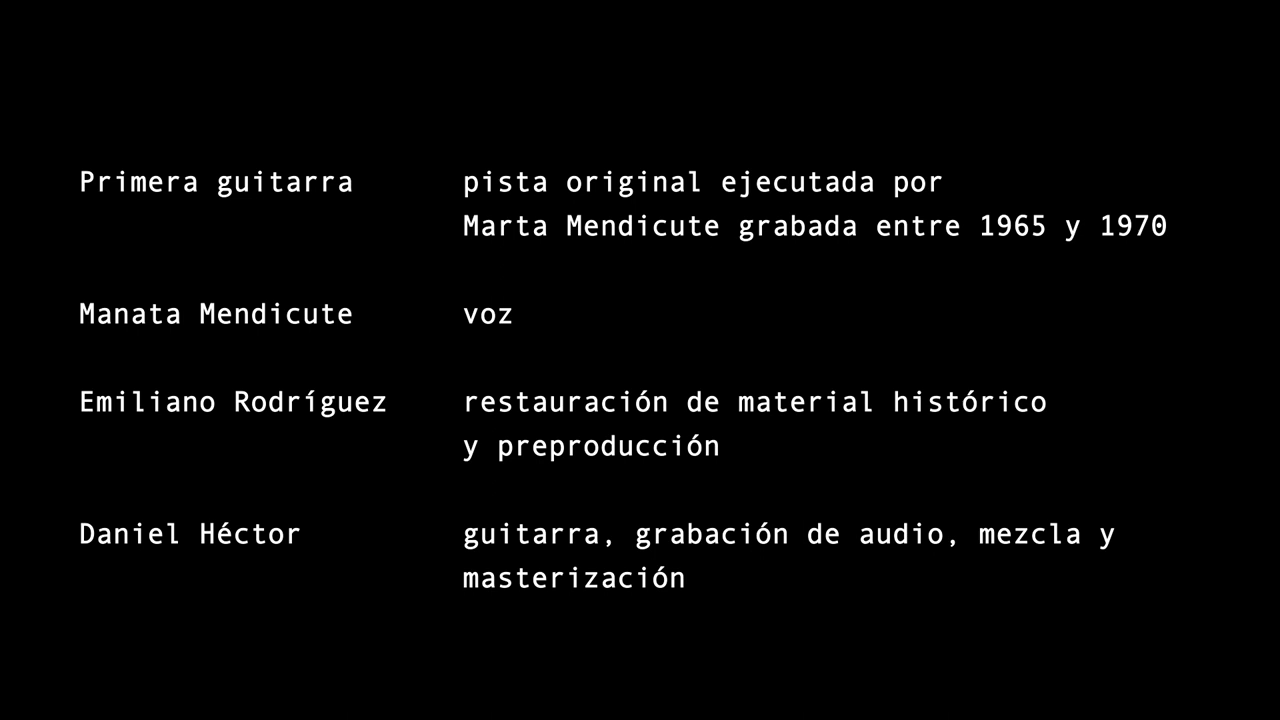 Primera guitarra pista original ejecutada por
Marta Mendicute grabada entre 1965 y 1970
Manata Mendicute voz
Emiliano Rodríguez restauración de material histórico
y preproducción
Daniel Héctor guitarra, grabación de audio, mezcla y
masterización